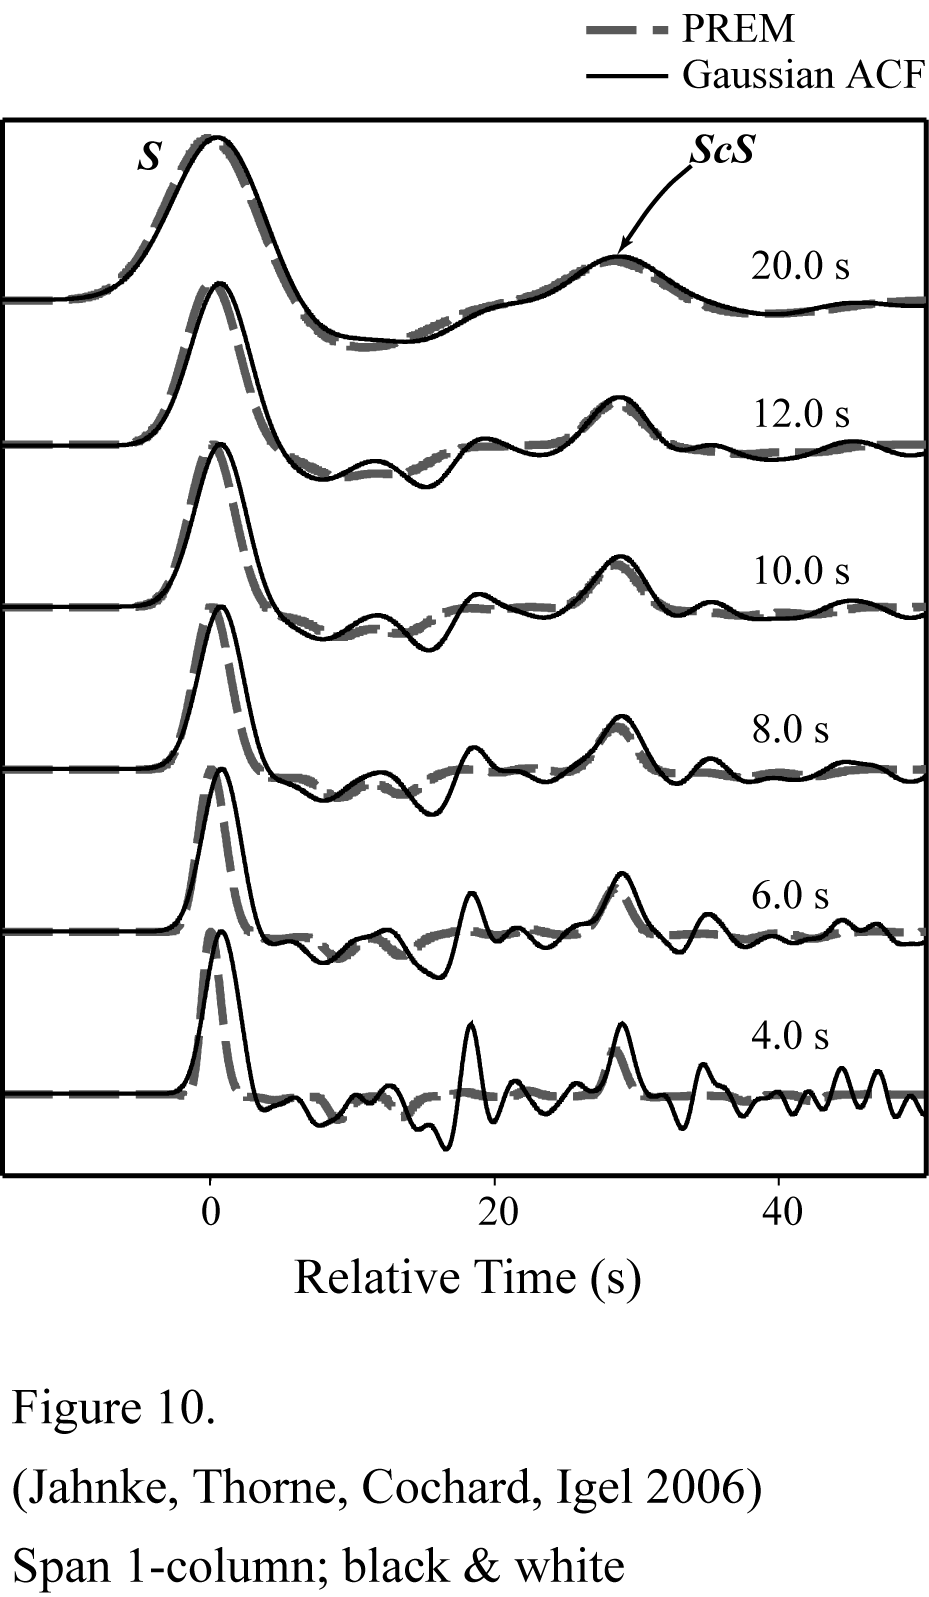 PREM
Gaussian ACF
S
ScS
20.0 s
12.0 s
10.0 s
8.0 s
6.0 s
4.0 s
0 20 40
Relative Time (s)
Figure 10.
(Jahnke, Thorne, Cochard, Igel 2006)
Span 1-column; black & white